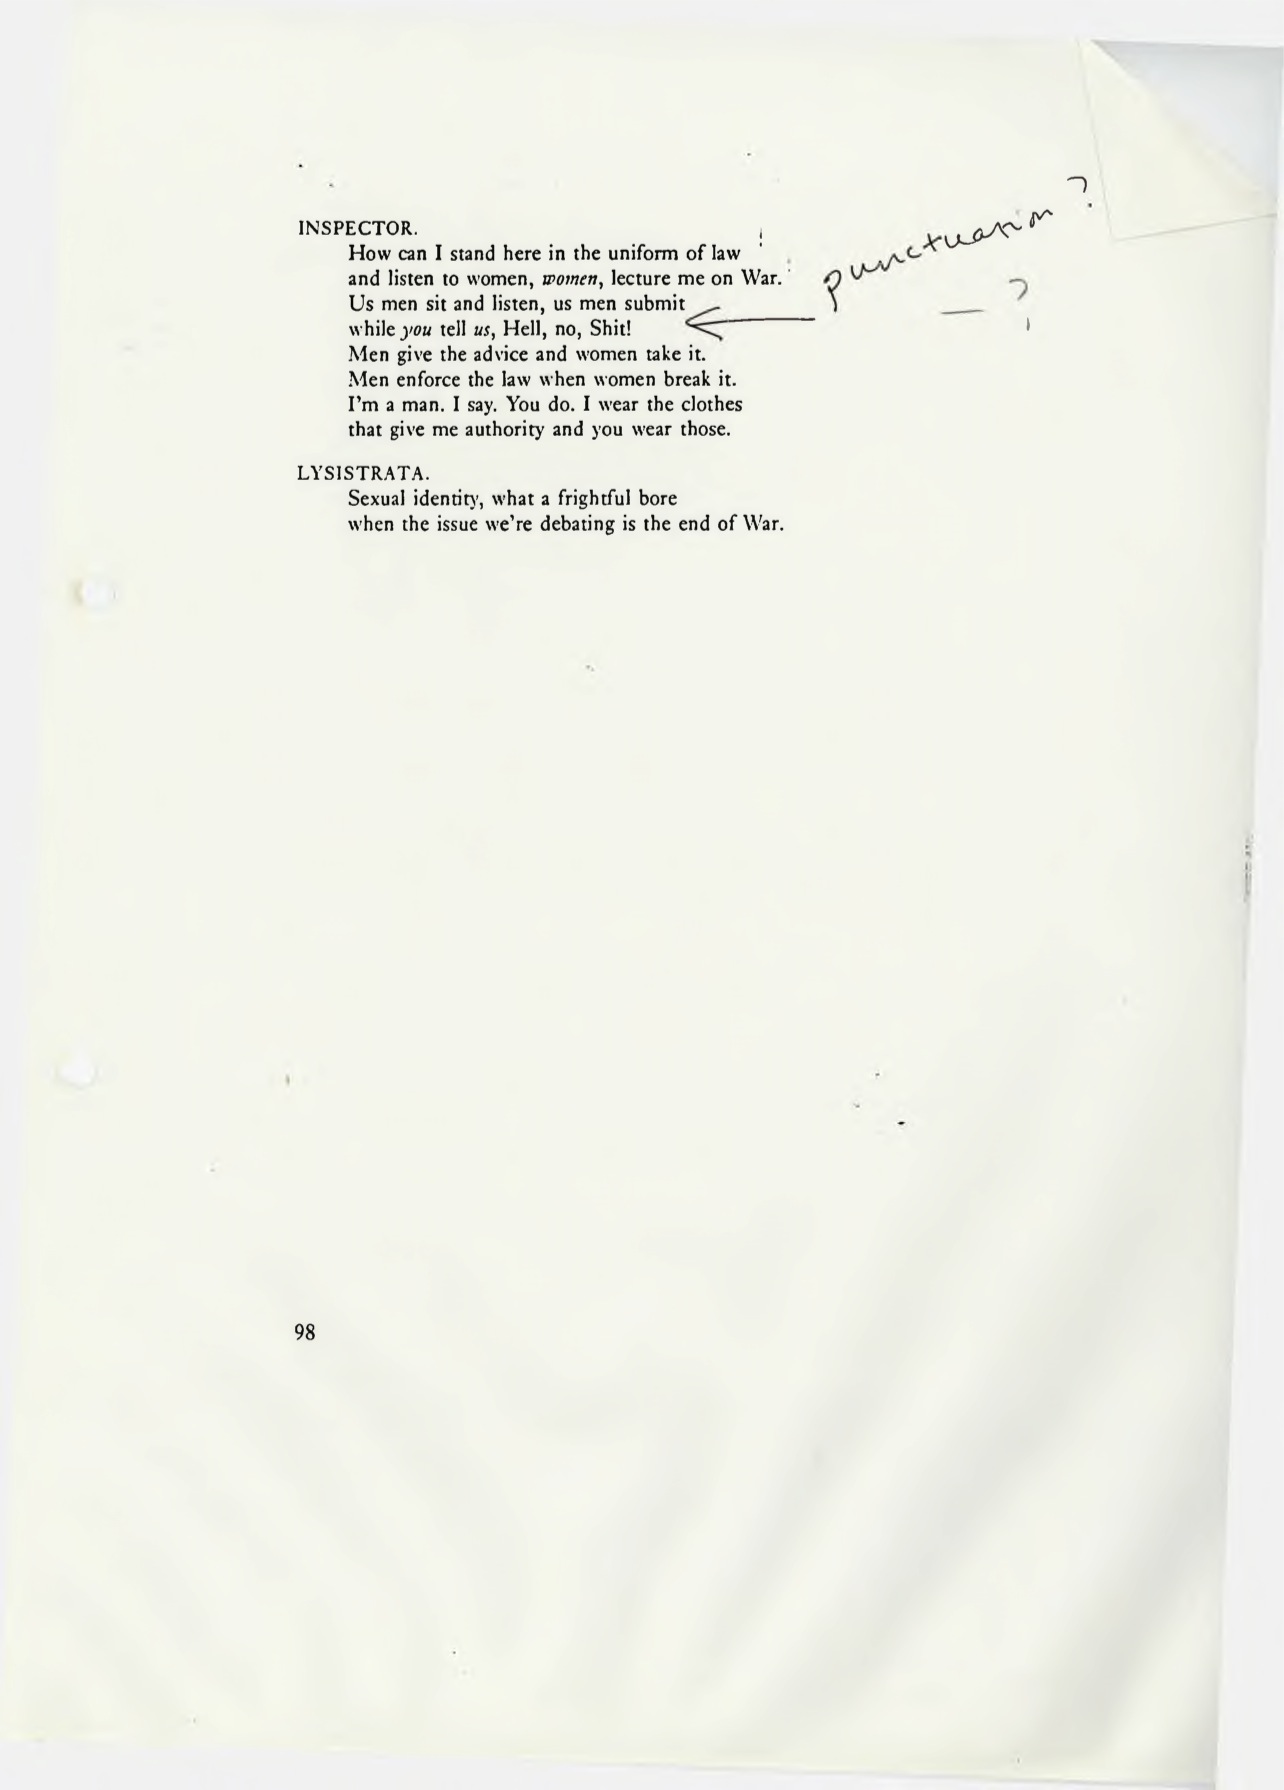 INSPECTOR.
How can I stand here in the uniform of law
and listen to women, women, lecture me on War.
Us men sit and listen, us men submit
while you tell us, Hell, no, Shit!
Men give the advice and women take it.
Men enforce the law when women break it.
I'm a man. I say. You do. I wear the clothes
that give me authority and you wear those.
punctuation?
— ?
LYSISTRATA.
Sexual identity, what a frightful bore
when the issue we're debating is the end of War.
98